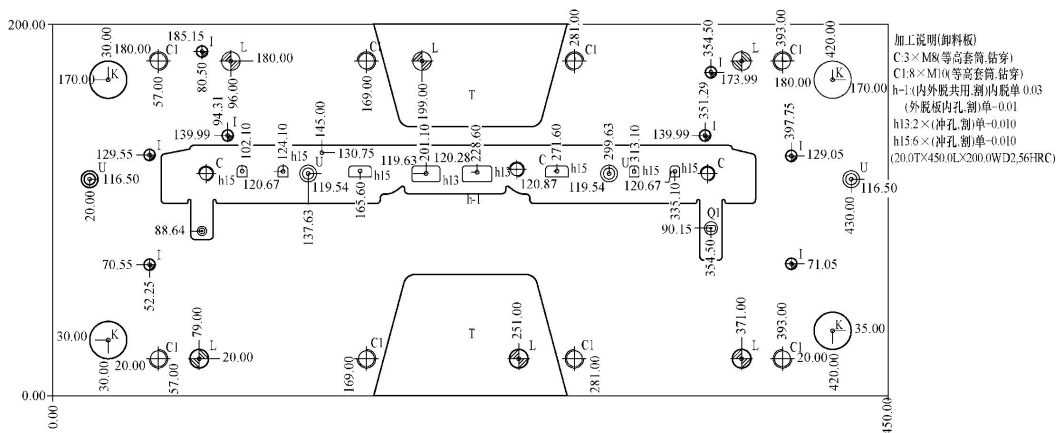 200.00
185.15
I
180.00
C1
L
180.00
C1
L
281.00
C1
354.50
L
393.00
C1
420.00
30.00
K
170.00
57.00
80.50
96.00
169.00
199.00
T
I
173.99
180.00
K
170.00
94.31
I
139.99
102.10
124.10
145.00
201.10
228.60
271.60
299.63
313.10
351.29
I
139.99
397.75
I
129.55
h15
130.75
119.63
120.28
I
129.05
U
116.50
20.00
C
h15
120.67
h15
U
119.54
h15
h13
h13
C
120.87
h15
119.54
U
h15
120.67
h15
C
U
116.50
430.00
137.63
165.60
h-1
335.10
88.64
Q1
90.15
354.50
70.55
I
52.25
I
71.05
30.00
K
30.00
20.00
C1
57.00
79.00
L
20.00
C1
169.00
T
251.00
L
C1
281.00
371.00
L
393.00
C1
20.00
K
35.00
420.00
0.00
0.00
450.00
加工说明(卸料板)
C:3×M8(等高套筒.钻穿)
C1:8×M10(等高套筒.钻穿)
h-1:(内外脱共用.割)内脱单 0.03
(外脱板内孔.割)单-0.01
h13:2×(冲孔.割)单-0.010
h15:6×(冲孔.割)单-0.010
(20.0T×450.0L×200.0WD2,56HRC)